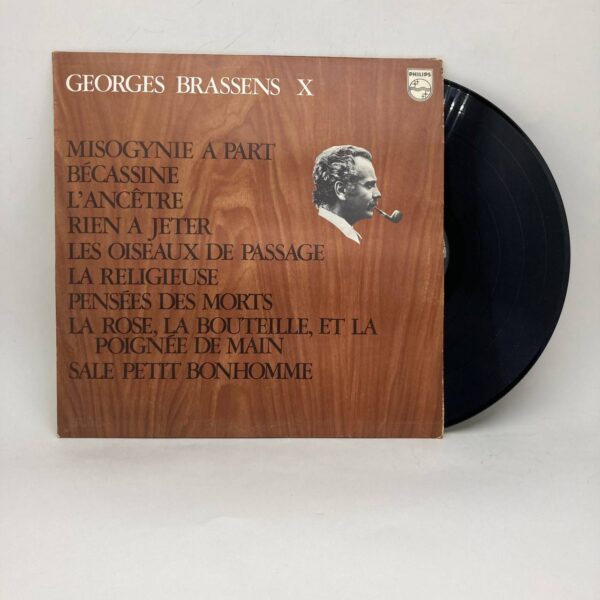 GEORGES BRASSENS X
PHILIPS
MISOGYNIE A PART
BÉCASSINE
L'ANCÊTRE
RIEN A JETER
LES OISEAUX DE PASSAGE
LA RELIGIEUSE
PENSÉES DES MORTS
LA ROSE, LA BOUTEILLE, ET LA
POIGNÉE DE MAIN
SALE PETIT BONHOMME